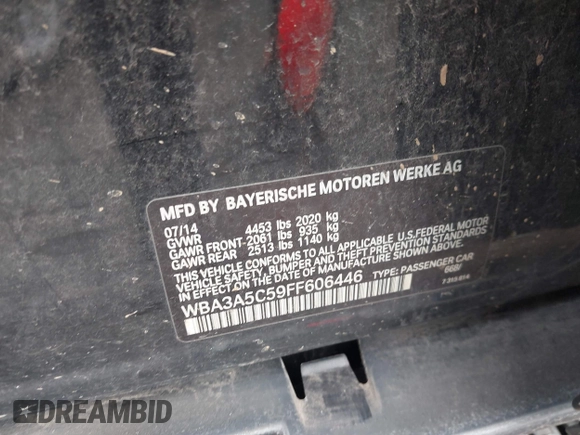 MFD BY BAYERISCHE MOTOREN WERKE AG
07/14
GVWR 4453 lbs 2020 kg
GAWR FRONT-2061 lbs 935 kg
GAWR REAR 2513 lbs 1140 kg
THIS VEHICLE CONFORMS TO ALL APPLICABLE U.S.FEDERAL MOTOR
VEHICLE SAFETY, BUMPER AND THEFT PREVENTION STANDARDS
IN EFFECT ON THE DATE OF MANUFACTURE SHOWN ABOVE.
WBA3A5C59FF606446 TYPE: PASSENGER CAR
668/
DREAMBID